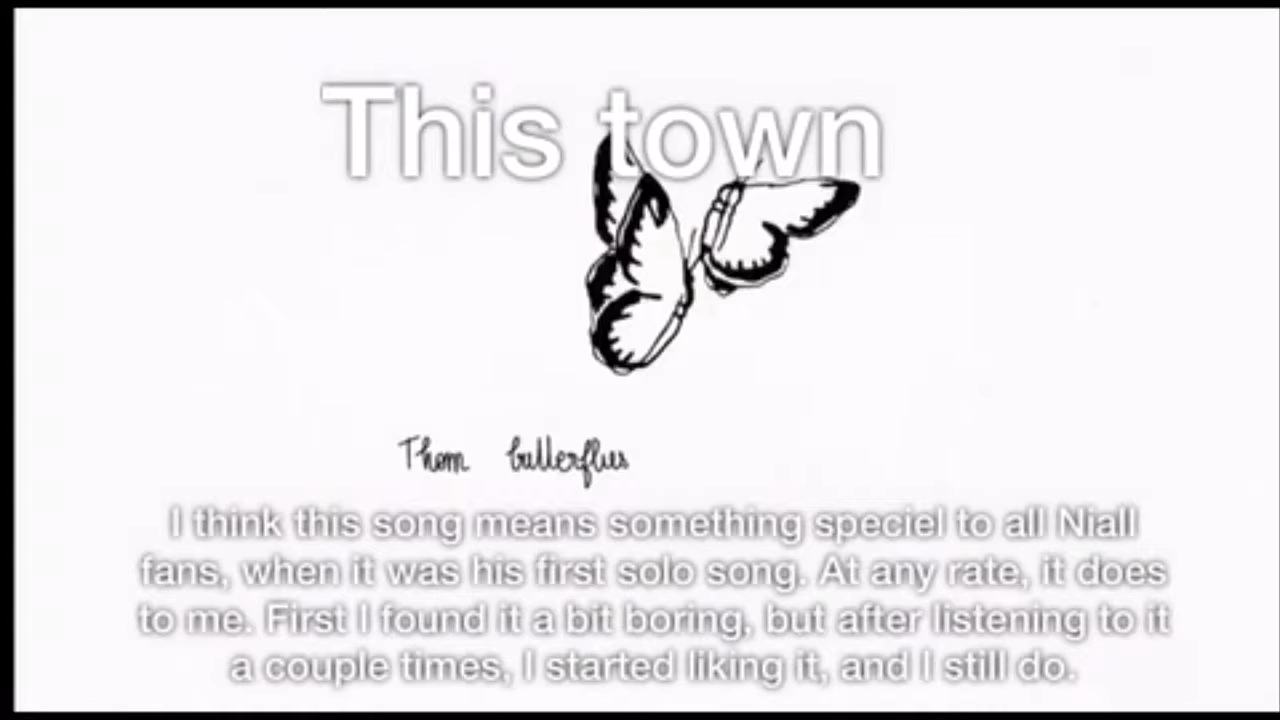 This town
Them butterflies
I think this song means something speciel to all Niall
fans, when it was his first solo song. At any rate, it does
to me. First I found it a bit boring, but after listening to it
a couple times, I started liking it, and I still do.